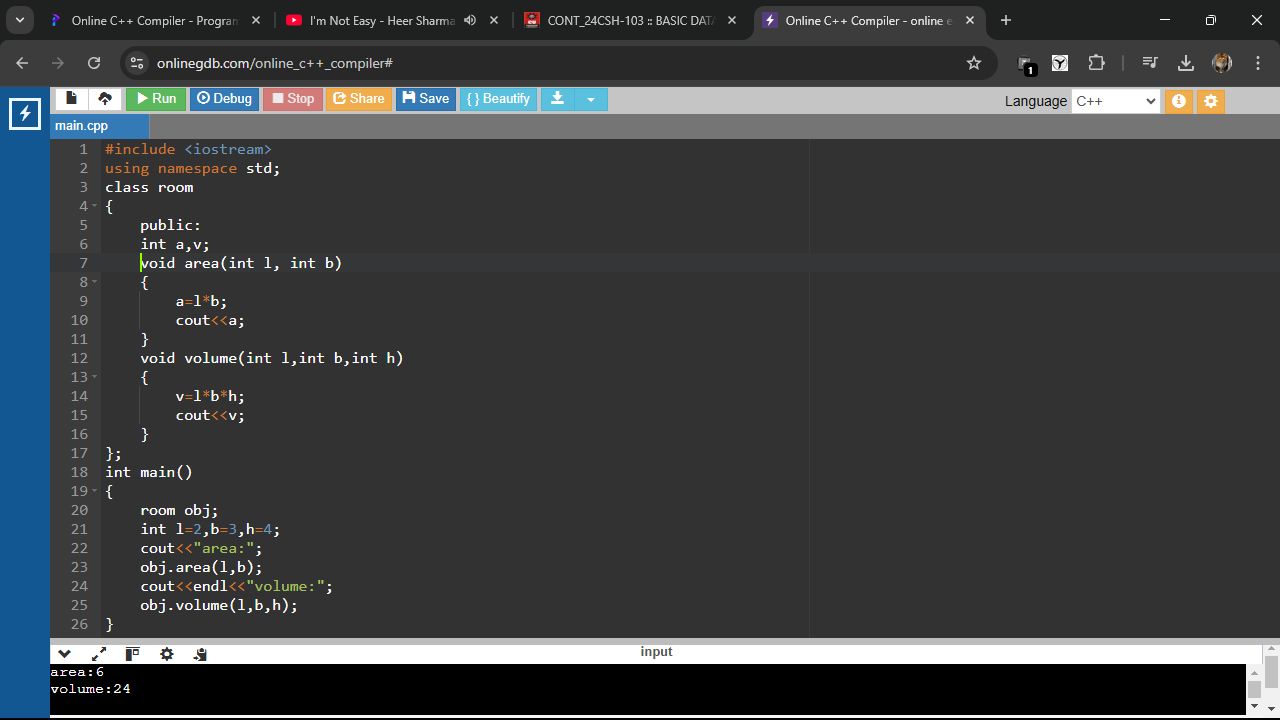 Online C++ Compiler - Program
I'm Not Easy - Heer Sharma
CONT_24CSH-103 :: BASIC DATA
Online C++ Compiler - online e
onlinegdb.com/online_c++_compiler#
1
Run Debug Stop Share Save { } Beautify
Language C++
main.cpp
1 #include <iostream>
2 using namespace std;
3 class room
4 {
5 public:
6 int a,v;
7 void area(int l, int b)
8 {
9 a=l*b;
10 cout<<a;
11 }
12 void volume(int l,int b,int h)
13 {
14 v=l*b*h;
15 cout<<v;
16 }
17 };
18 int main()
19 {
20 room obj;
21 int l=2,b=3,h=4;
22 cout<<"area:";
23 obj.area(l,b);
24 cout<<endl<<"volume:";
25 obj.volume(l,b,h);
26 }
input
area:6
volume:24